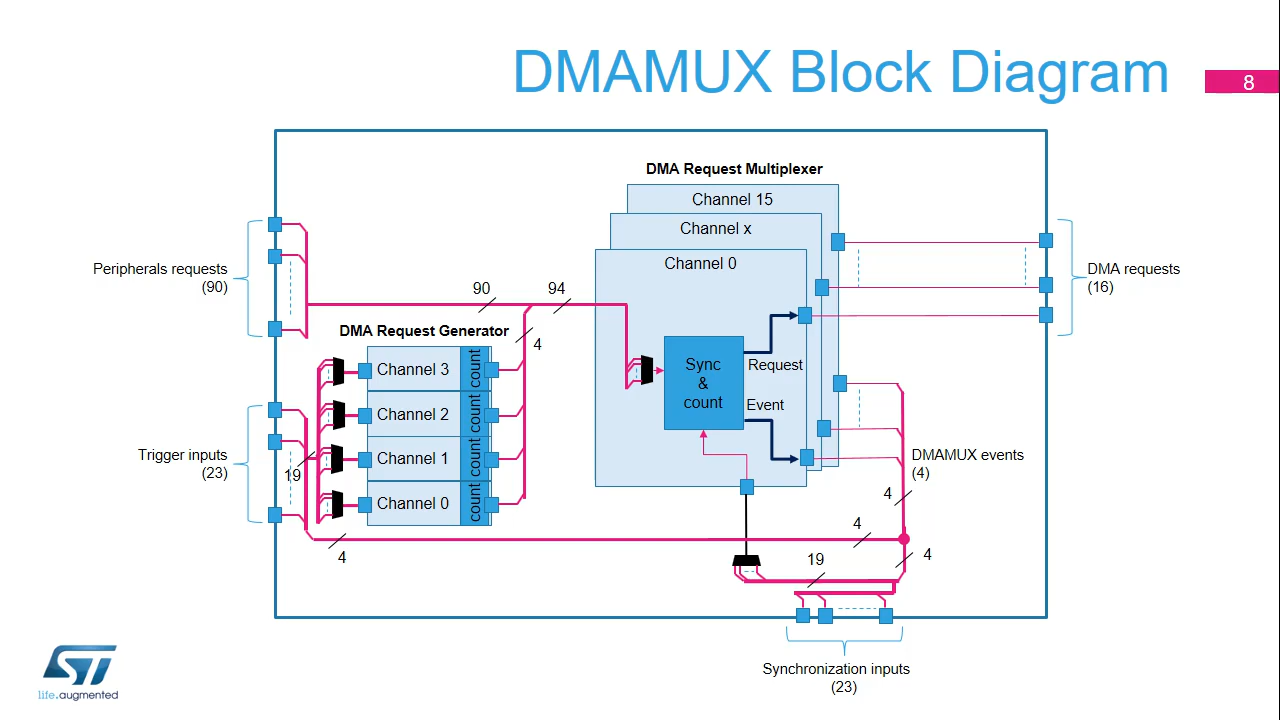 DMAMUX Block Diagram
8
DMA Request Multiplexer
Channel 15
Channel x
Channel 0
Peripherals requests
(90)
90
94
DMA requests
(16)
DMA Request Generator
4
Channel 3
count
Channel 2
count
Channel 1
count
Channel 0
count
Sync
&
count
Request
Event
Trigger inputs
(23)
19
DMAMUX events
(4)
4
4
4
4
19
Synchronization inputs
(23)
ST
life.augmented